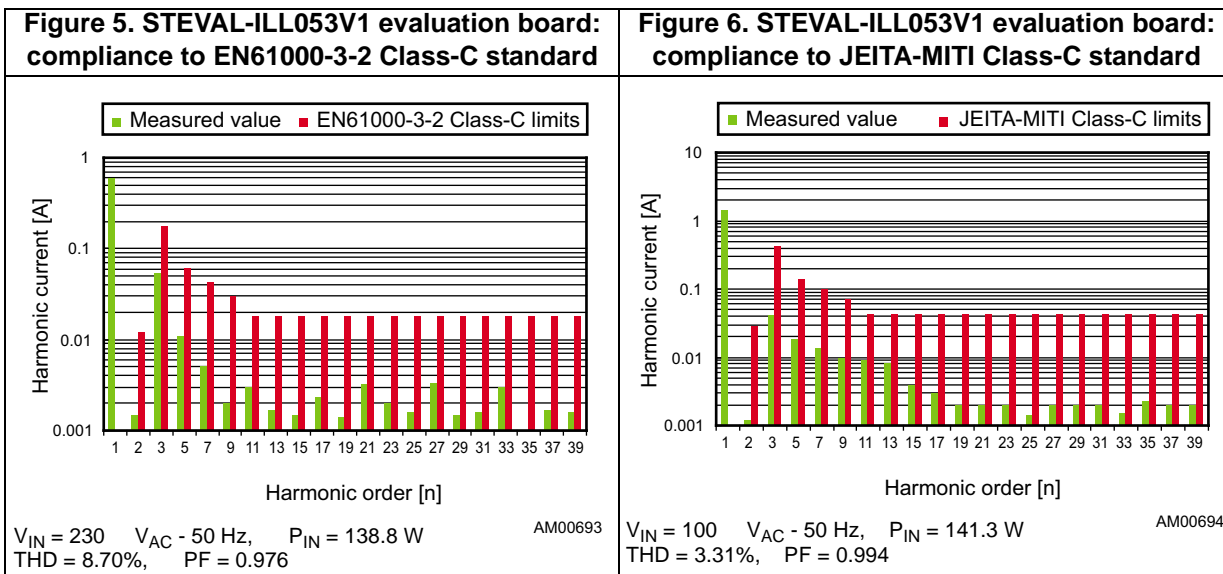 Figure 5. STEVAL-ILL053V1 evaluation board:
compliance to EN61000-3-2 Class-C standard
Measured value EN61000-3-2 Class-C limits
Harmonic current [A]
1
0.1
0.01
0.001
1 2 3 5 7 9 11 13 15 17 19 21 23 25 27 29 31 33 35 37 39
Harmonic order [n]
VIN = 230 VAC - 50 Hz, PIN = 138.8 W
THD = 8.70%, PF = 0.976
AM00693
Figure 6. STEVAL-ILL053V1 evaluation board:
compliance to JEITA-MITI Class-C standard
Measured value JEITA-MITI Class-C limits
Harmonic current [A]
10
1
0.1
0.01
0.001
1 2 3 5 7 9 11 13 15 17 19 21 23 25 27 29 31 33 35 37 39
Harmonic order [n]
VIN = 100 VAC - 50 Hz, PIN = 141.3 W
THD = 3.31%, PF = 0.994
AM00694